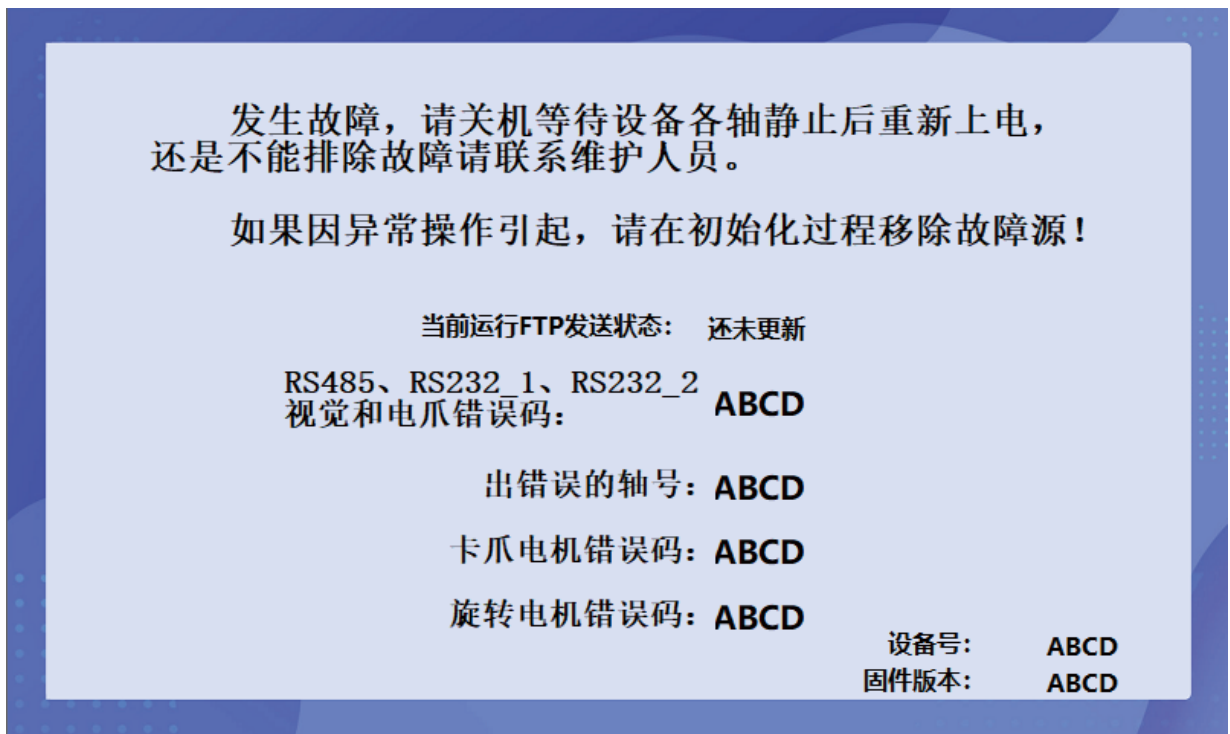 发生故障，请关机等待设备各轴静止后重新上电，
还是不能排除故障请联系维护人员。
如果因异常操作引起，请在初始化过程移除故障源！
当前运行FTP发送状态： 还未更新
RS485、RS232_1、RS232_2
视觉和电爪错误码： ABCD
出错误的轴号：ABCD
卡爪电机错误码：ABCD
旋转电机错误码：ABCD
设备号： ABCD
固件版本： ABCD